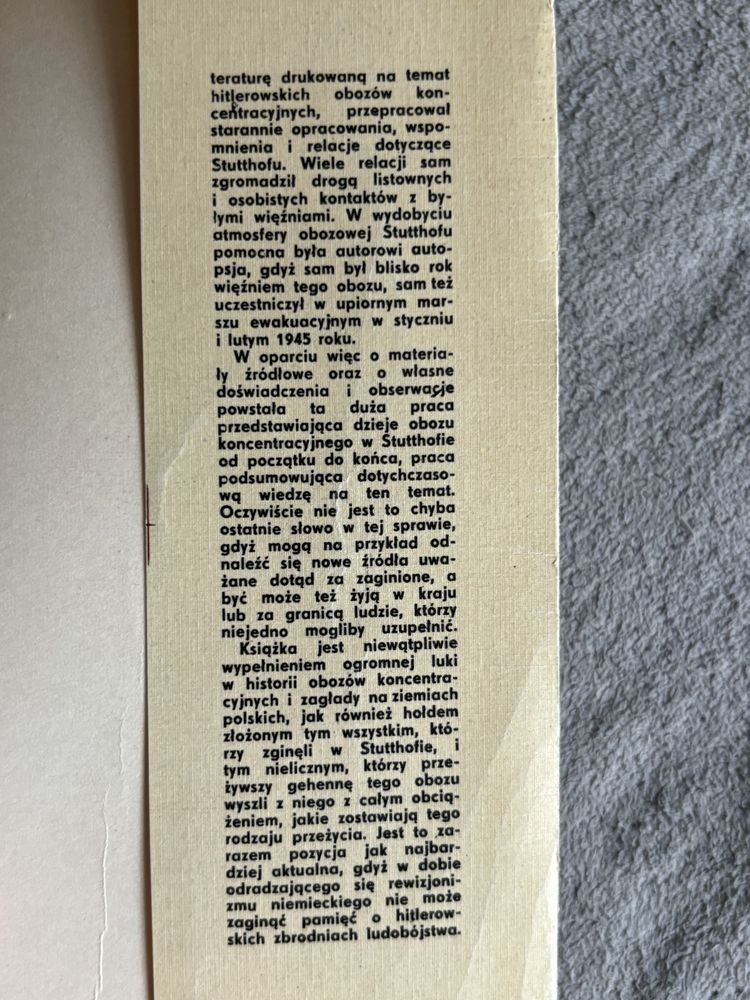 teraturę drukowaną na temat
hitlerowskich obozów kon-
centracyjnych, przepracował
starannie opracowania, wspo-
mnienia i relacje dotyczące
Stutthofu. Wiele relacji sam
zgromadził drogą listownych
i osobistych kontaktów z by-
łymi więźniami. W wydobyciu
atmosfery obozowej Stutthofu
pomocna była autorowi auto-
psja, gdyż sam był blisko rok
więźniem tego obozu, sam też
uczestniczył w upiornym mar-
szu ewakuacyjnym w styczniu
i lutym 1945 roku.
W oparciu więc o materia-
ły źródłowe oraz o własne
doświadczenia i obserwacje
powstała ta duża praca
przedstawiająca dzieje obozu
koncentracyjnego w Stutthofie
od początku do końca, praca
podsumowująca dotychczaso-
wą wiedzę na ten temat.
Oczywiście nie jest to chyba
ostatnie słowo w tej sprawie,
gdyż mogą na przykład od-
naleźć się nowe źródła uwa-
żane dotąd za zaginione, a
być może też żyją w kraju
lub za granicą ludzie, którzy
niejedno mogliby uzupełnić.
Książka jest niewątpliwie
wypełnieniem ogromnej luki
w historii obozów koncentra-
cyjnych i zagłady na ziemiach
polskich, jak również hołdem
złożonym tym wszystkim, któ-
rzy zginęli w Stutthofie, i
tym nielicznym, którzy prze-
żywszy gehennę tego obozu
wyszli z niego z całym obcią-
żeniem, jakie zostawiają tego
rodzaju przeżycia. Jest to za-
razem pozycja jak najbar-
dziej aktualna, gdyż w dobie
odradzającego się rewizjoni-
zmu niemieckiego nie może
zaginąć pamięć o hitlerow-
skich zbrodniach ludobójstwa.